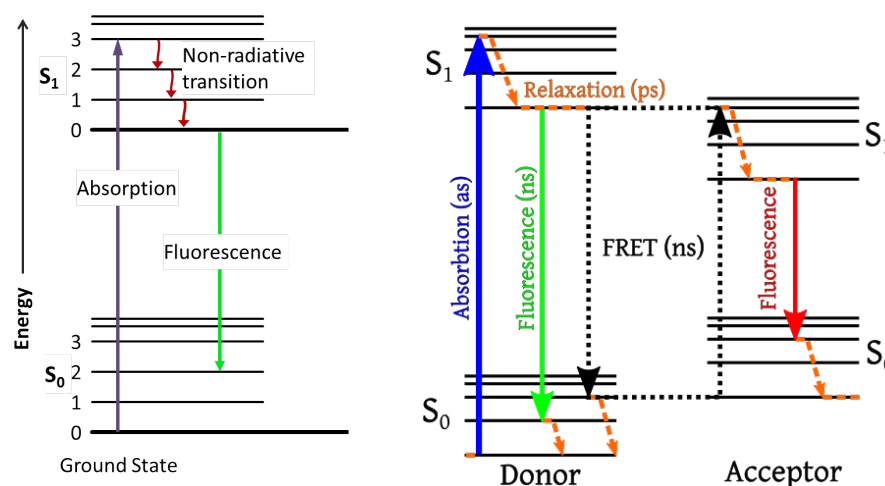 Energy
S1
3
2
1
0
Non-radiative
transition
Absorption
Fluorescence
S0
3
2
1
0
Ground State
S1
Relaxation (ps)
Absorbtion (as)
Fluorescence (ns)
FRET (ns)
S0
Donor
S
Fluorescence
S
Acceptor